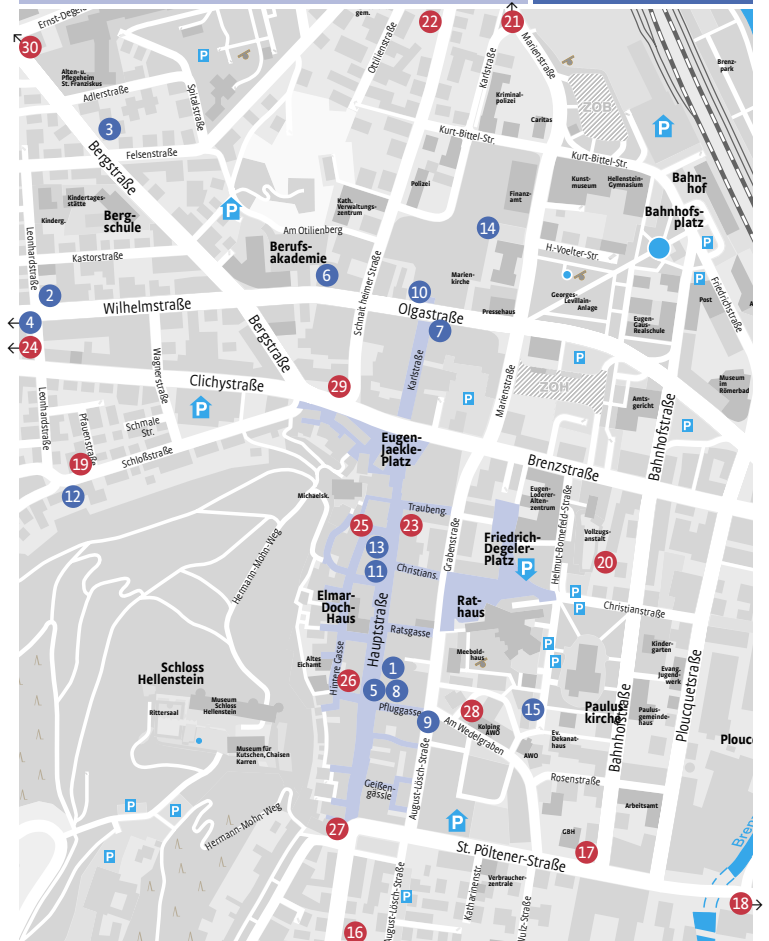 Ernst-Dege
gem.
22
21
30
Alten- u.
Pflegeheim
St. Franziskus
P
Ottilienstraße
Karlstraße
Marienstraße
Brenz-
park
Adlerstraße
Spitalstraße
Kriminal-
polizei
ZOB
Caritas
P
3
Bergstraße
Felsenstraße
Kurt-Bittel-Str.
Kurt-Bittel-Str.
Kindertages-
stätte
Kinderg.
Berg-
schule
P
Kath.
Verwaltungs-
zentrum
Polizei
Finanz-
amt
Kunst-
museum
Hellenstein-
Gymnasium
Bahn-
hof
Bahnhofs-
platz
Leonhardstraße
Am Ottilienberg
14
Kastorstraße
Berufs-
akademie
6
Schnaitheimer Straße
H.-Voelter-Str.
P
P
Marien-
kirche
Georges-
Levillain-
Anlage
Post
A
Friedrichstraße
2
4
24
Wilhelmstraße
10
Olgastraße
7
Pressehaus
Eugen-
Gaus-
Realschule
Bergstraße
Wagnerstraße
Karlstraße
Marienstraße
P
ZOH
Museum
im
Römerbad
Clichystraße
29
P
P
Amts-
gericht
Bahnhofstraße
P
Leonhardstraße
Pfauenstraße
Schmale
Str.
Schloßstraße
19
12
Eugen-
Jaekle-
Platz
Brenzstraße
Michaelsk.
Eugen-
Loderer-
Alten-
zentrum
Helmut-Bornefeld-Straße
Traubeng.
25
23
13
11
Grabenstraße
Friedrich-
Degeler-
Platz
P
Vollzugs-
anstalt
20
Hermann-Mohn-Weg
Christians.
Elmar-
Doch-
Haus
Hauptstraße
Rat-
haus
P
P
Christianstraße
Ratsgasse
Meebold-
haus
P
P
Kinder-
garten
Evang.
Jugend-
werk
Schloss
Hellenstein
Altes
Eichamt
Hintere Gasse
1
26
5
8
Rittersaal
Museum
Schloss
Hellenstein
Pfluggasse
9
28
15
Paulus
kirche
Paulus-
gemeinde-
haus
Ploucquetstraße
Kolping
AWO
Am Wedelgraben
Ev.
Dekanat-
haus
Bahnhofstraße
Plouc
Museum für
Kutschen, Chaisen
Karren
AWO
Rosenstraße
Geißen-
gässle
August-Lösch-Straße
P
P
P
Hermann-Mohn-Weg
27
P
Arbeitsamt
GBH
Bren
St. Pöltener-Straße
17
P
August-Lösch-Straße
Katharinenstr.
Verbraucher-
zentrale
Wulz-Straße
16
18